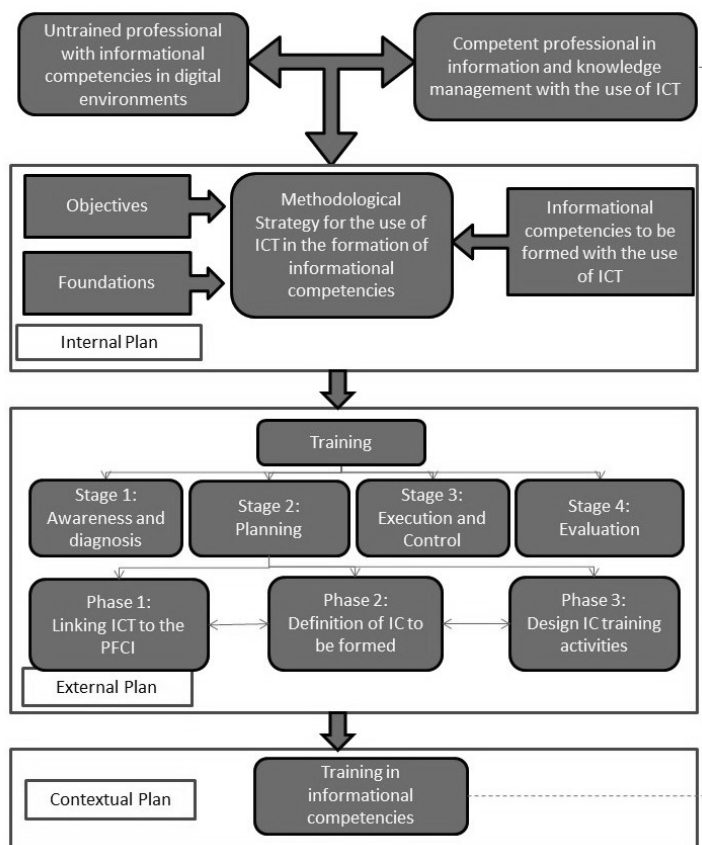 Untrained professional
with informational
competencies in digital
environments
Competent professional in
information and knowledge
management with the use of ICT
Objectives
Foundations
Methodological
Strategy for the use of
ICT in the formation of
informational
competencies
Informational
competencies to be
formed with the use
of ICT
Internal Plan
Training
Stage 1:
Awareness and
diagnosis
Stage 2:
Planning
Stage 3:
Execution and
Control
Stage 4:
Evaluation
Phase 1:
Linking ICT to the
PFCI
Phase 2:
Definition of IC to
be formed
Phase 3:
Design IC training
activities
External Plan
Contextual Plan
Training in
informational
competencies